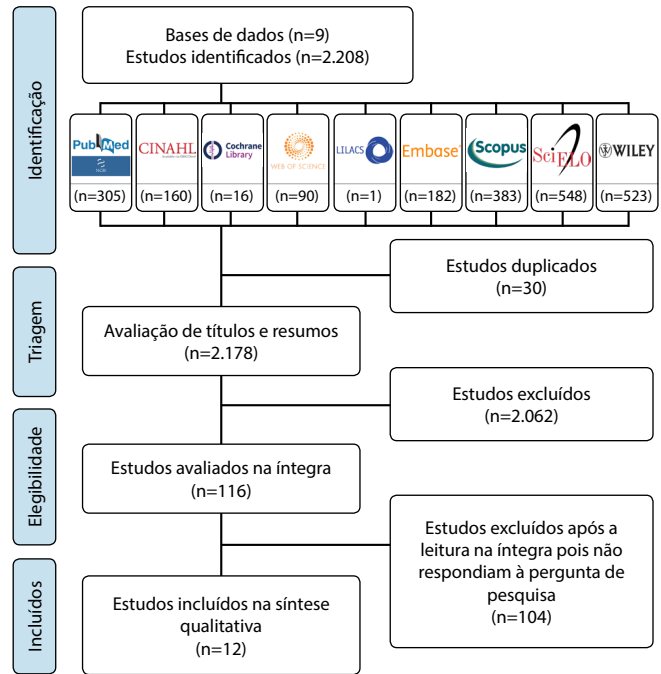 Bases de dados (n=9)
Estudos identificados (n=2.208)
Identificação
PubMed
CINAHL
Cochrane
Library
WEB OF SCIENCE
LILACS
Embase
Scopus
SciELO
WILEY
(n=305)
(n=160)
(n=16)
(n=90)
(n=1)
(n=182)
(n=383)
(n=548)
(n=523)
Estudos duplicados
(n=30)
Triagem
Avaliação de títulos e resumos
(n=2.178)
Estudos excluídos
(n=2.062)
Elegibilidade
Estudos avaliados na íntegra
(n=116)
Estudos excluídos após a
leitura na íntegra pois não
respondiam à pergunta de
pesquisa
(n=104)
Incluídos
Estudos incluídos na síntese
qualitativa
(n=12)